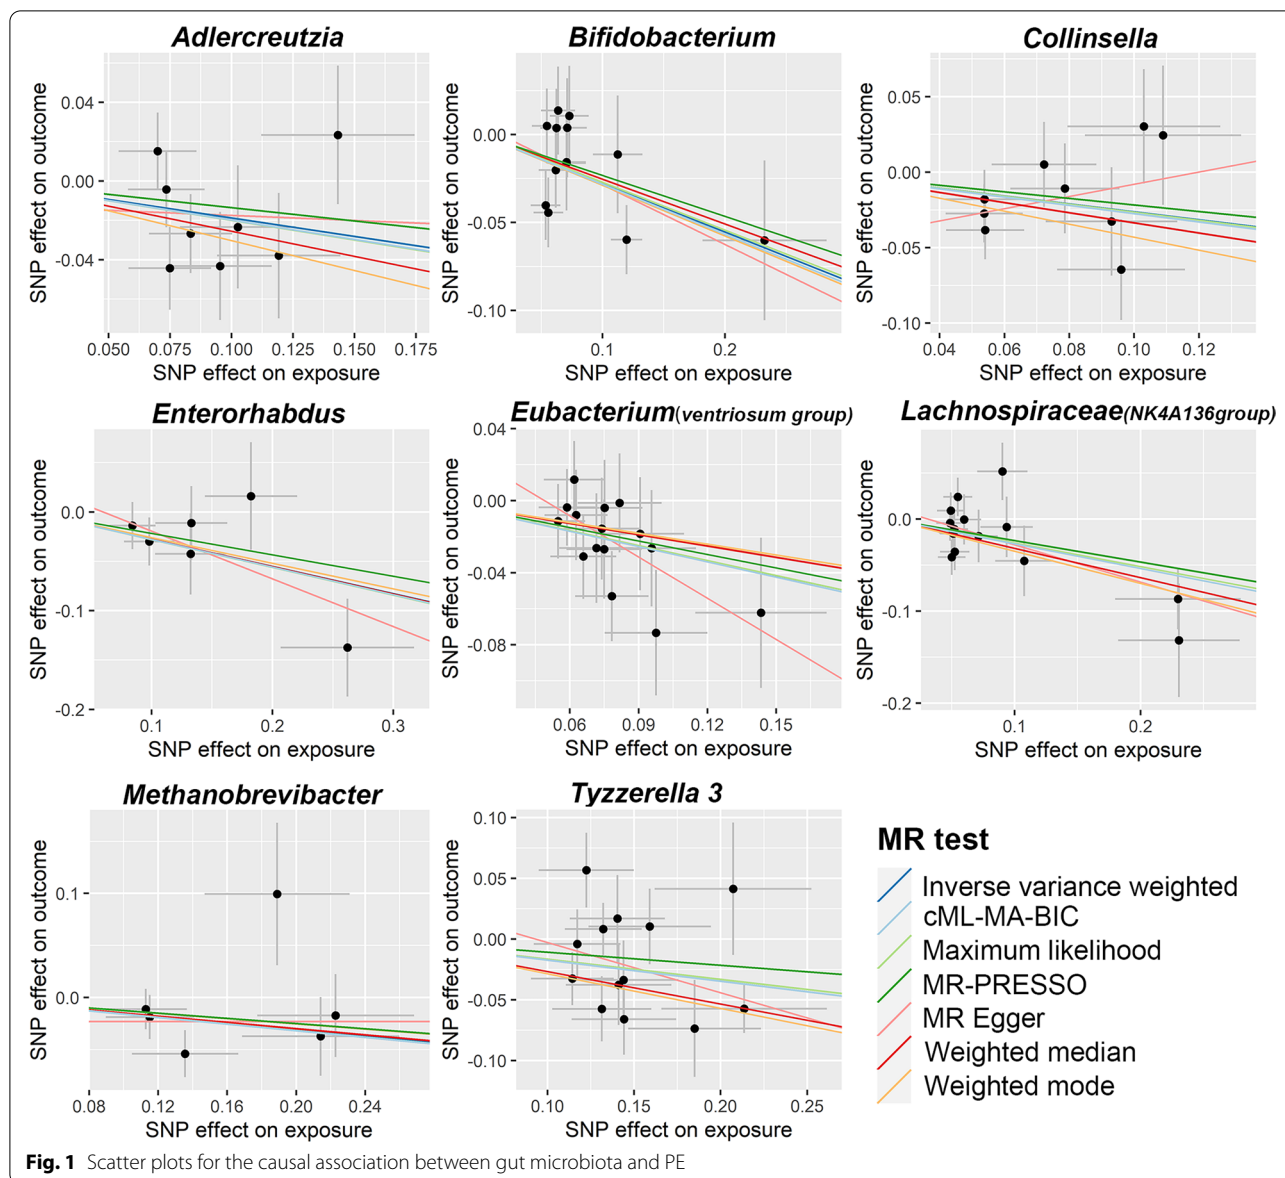 Adlercreutzia
SNP effect on outcome
0.04
0.00
-0.04
0.050 0.075 0.100 0.125 0.150 0.175
SNP effect on exposure
Bifidobacterium
SNP effect on outcome
0.00
-0.05
-0.10
0.1 0.2
SNP effect on exposure
Collinsella
SNP effect on outcome
0.05
0.00
-0.05
-0.10
0.04 0.06 0.08 0.10 0.12
SNP effect on exposure
Enterorhabdus
SNP effect on outcome
0.0
-0.1
-0.2
0.1 0.2 0.3
SNP effect on exposure
Eubacterium(ventriosum group)
SNP effect on outcome
0.04
0.00
-0.04
-0.08
0.06 0.09 0.12 0.15
SNP effect on exposure
Lachnospiraceae(NK4A136group)
SNP effect on outcome
0.0
-0.1
-0.2
0.1 0.2
SNP effect on exposure
Methanobrevibacter
SNP effect on outcome
0.1
0.0
0.08 0.12 0.16 0.20 0.24
SNP effect on exposure
Tyzzerella 3
SNP effect on outcome
0.10
0.05
0.00
-0.05
-0.10
0.10 0.15 0.20 0.25
SNP effect on exposure
MR test
Inverse variance weighted
cML-MA-BIC
Maximum likelihood
MR-PRESSO
MR Egger
Weighted median
Weighted mode
Fig. 1 Scatter plots for the causal association between gut microbiota and PE